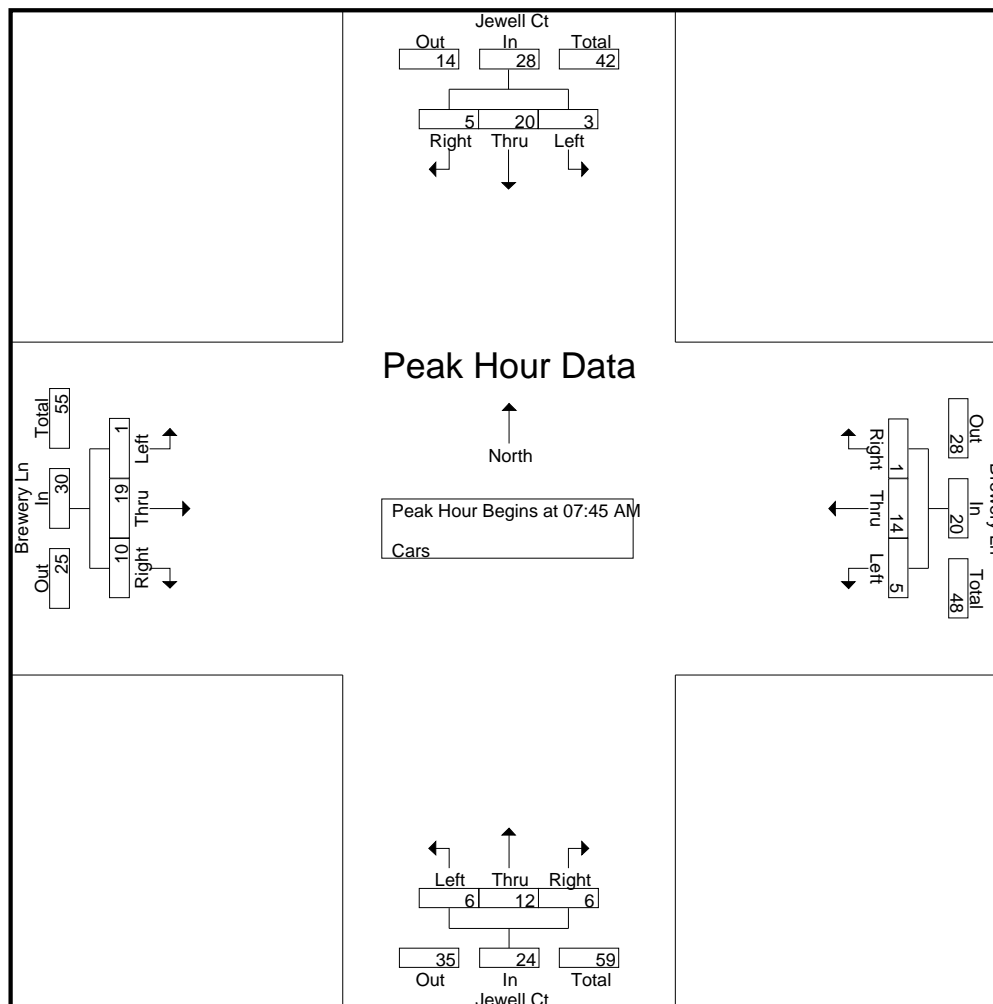 Jewell Ct
Out In Total
14 28 42
5 20 3
Right Thru Left
Peak Hour Data
North
Peak Hour Begins at 07:45 AM
Cars
Brewery Ln
Total In Out
55 30 25
1 19 10
Left Thru Right
Right Thru Left
1 14 5
28 20 48
Out In Total
Brewery Ln
Left Thru Right
6 12 6
35 24 59
Out In Total
Jewell Ct